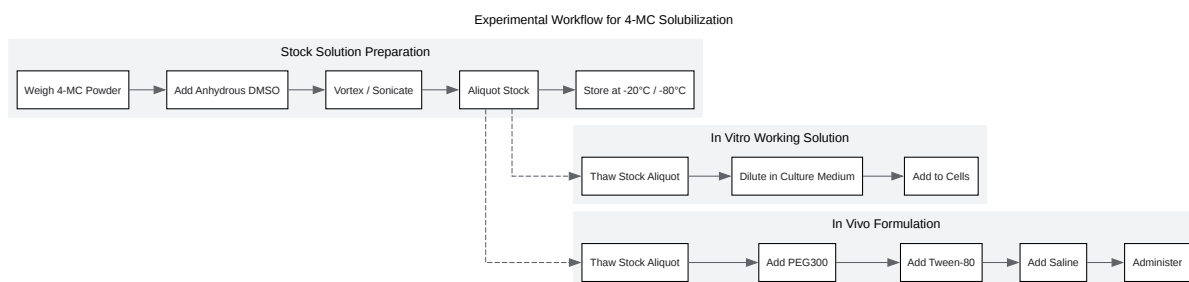 Experimental Workflow for 4-MC Solubilization
Stock Solution Preparation
Weigh 4-MC Powder
Add Anhydrous DMSO
Vortex / Sonicate
Aliquot Stock
Store at -20°C / -80°C
In Vitro Working Solution
Thaw Stock Aliquot
Dilute in Culture Medium
Add to Cells
In Vivo Formulation
Thaw Stock Aliquot
Add PEG300
Add Tween-80
Add Saline
Administer